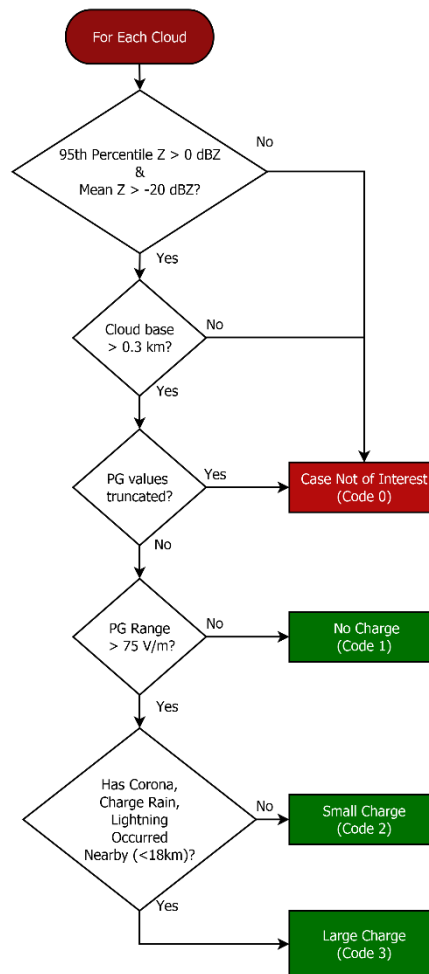 For Each Cloud
95th Percentile Z > 0 dBZ
&
Mean Z > -20 dBZ?
No
Yes
Cloud base
> 0.3 km?
No
Yes
PG values
truncated?
Yes
Case Not of Interest
(Code 0)
No
PG Range
> 75 V/m?
No
No Charge
(Code 1)
Yes
Has Corona,
Charge Rain,
Lightning
Occurred
Nearby (<18km)?
No
Small Charge
(Code 2)
Yes
Large Charge
(Code 3)